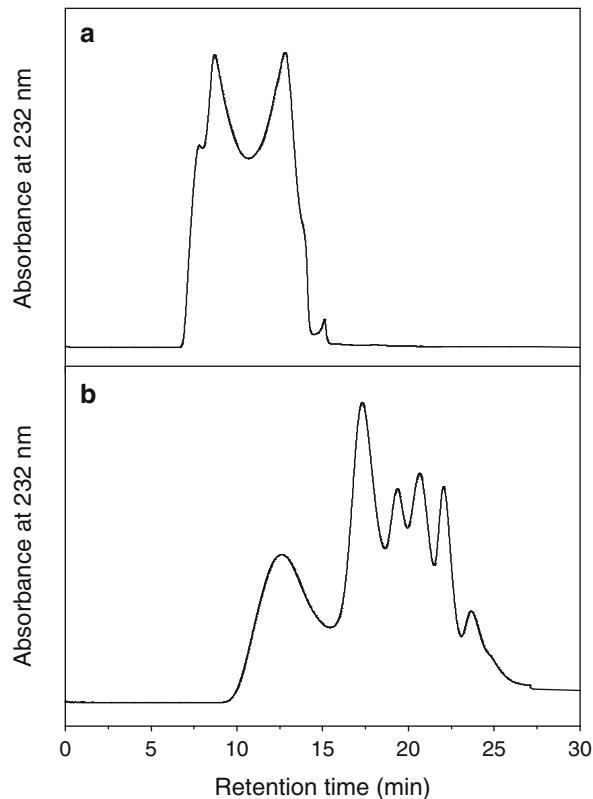 a
Absorbance at 232 nm
b
Absorbance at 232 nm
0 5 10 15 20 25 30
Retention time (min)